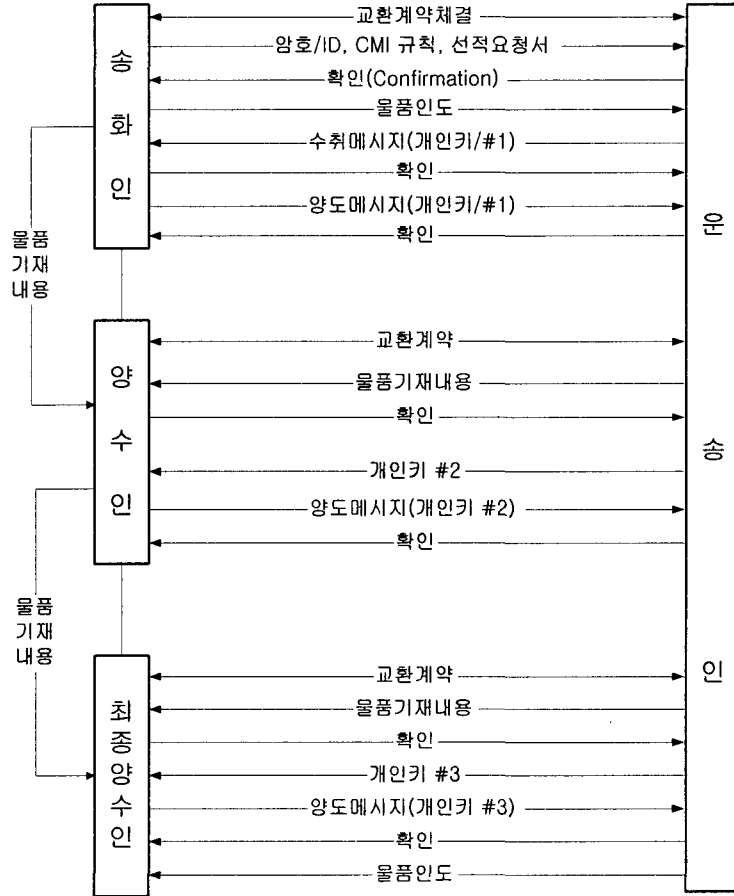 송화인
교환계약체결
암호/ID, CMI 규칙, 선적요청서
확인(Confirmation)
물품인도
수취메시지(개인키/#1)
확인
양도메시지(개인키/#1)
확인
물품
기재
내용
양수인
교환계약
물품기재내용
확인
개인키 #2
양도메시지(개인키 #2)
확인
물품
기재
내용
최종양수인
교환계약
물품기재내용
확인
개인키 #3
양도메시지(개인키 #3)
확인
물품인도
운송인